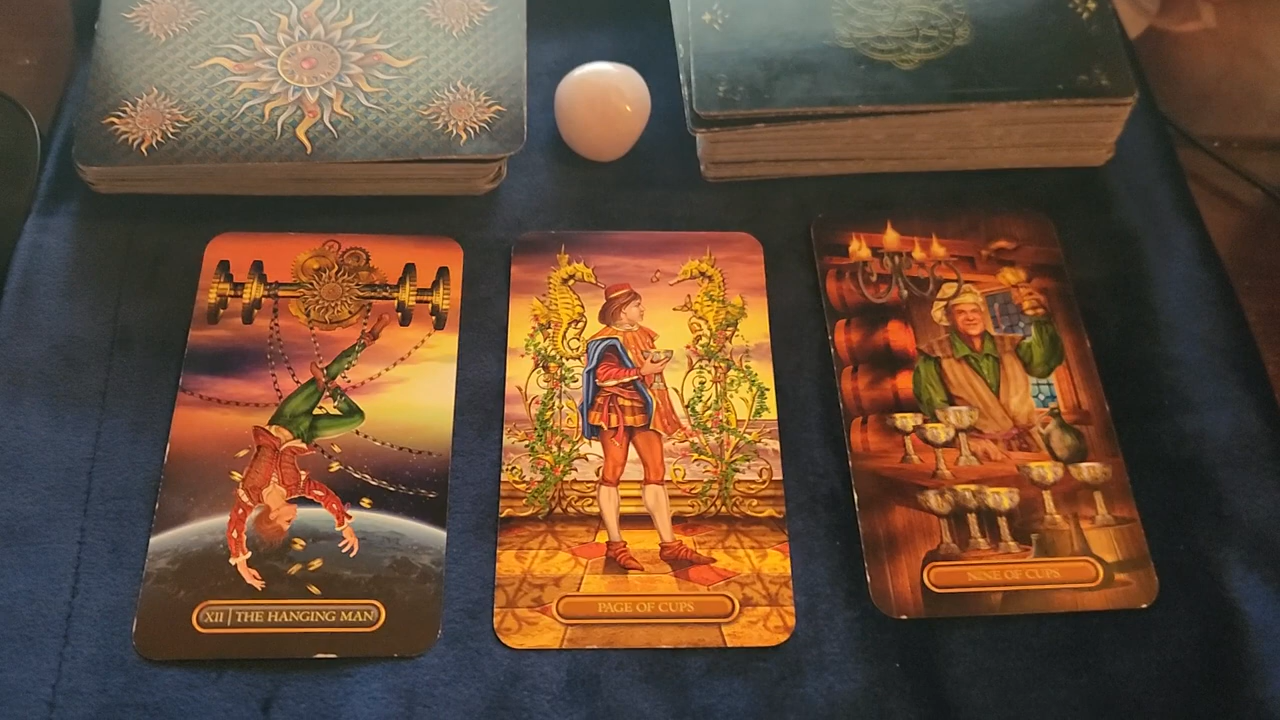 XII | THE HANGING MAN
PAGE OF CUPS
NINE OF CUPS